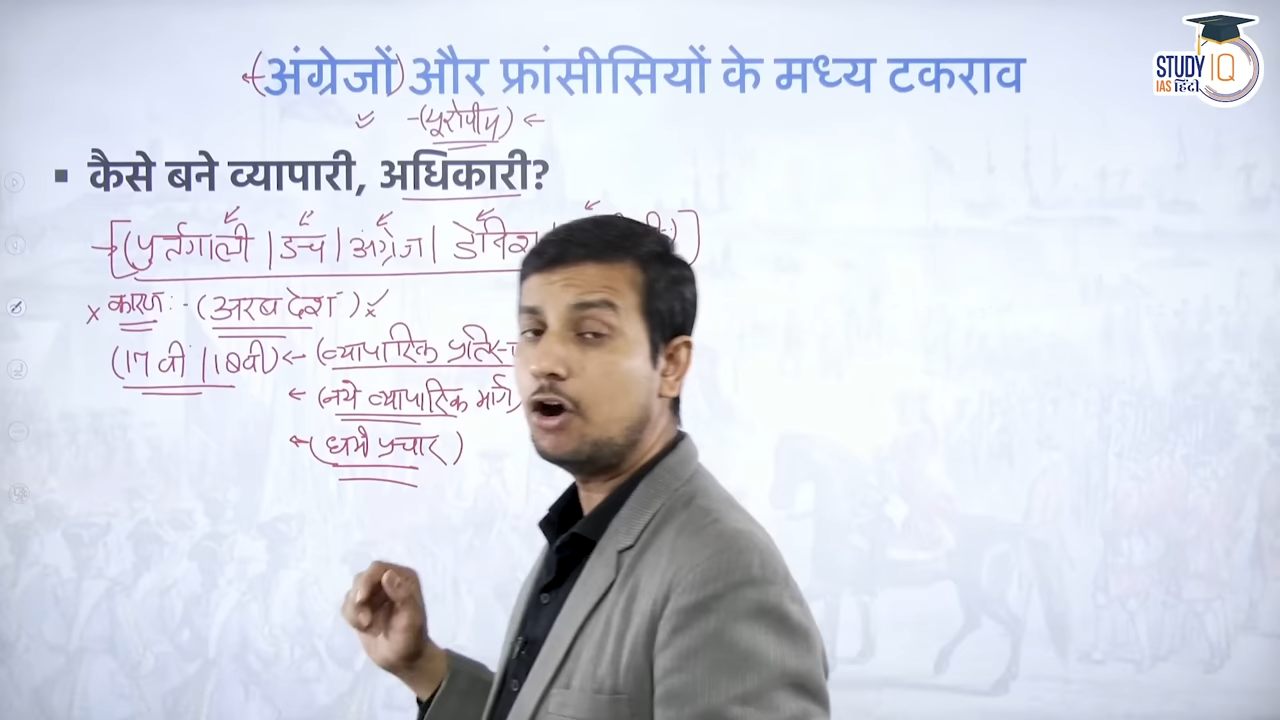 (अंग्रेजों) और फ्रांसीसियों के मध्य टकराव
STUDY IQ
IAS हिंदी
(यूरोपीय)
▪ कैसे बने व्यापारी, अधिकारी?
[(पुर्तगाली | डच | अंग्रेज | डेनिश
कारण:- (अरब देश)
(17वी | 18वी) ← (व्यापारिक
← (नये व्यापारिक मार्ग
(धर्म प्रचार)